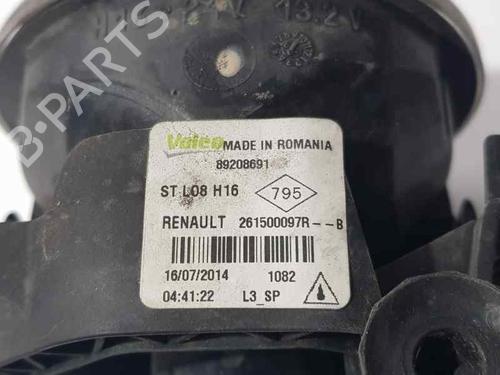 13.2V
Valeo MADE IN ROMANIA
89208691
ST L08 H16 795
RENAULT 261500097R--B
16/07/2014 1082
04:41:22 L3_SP
B-PARTS